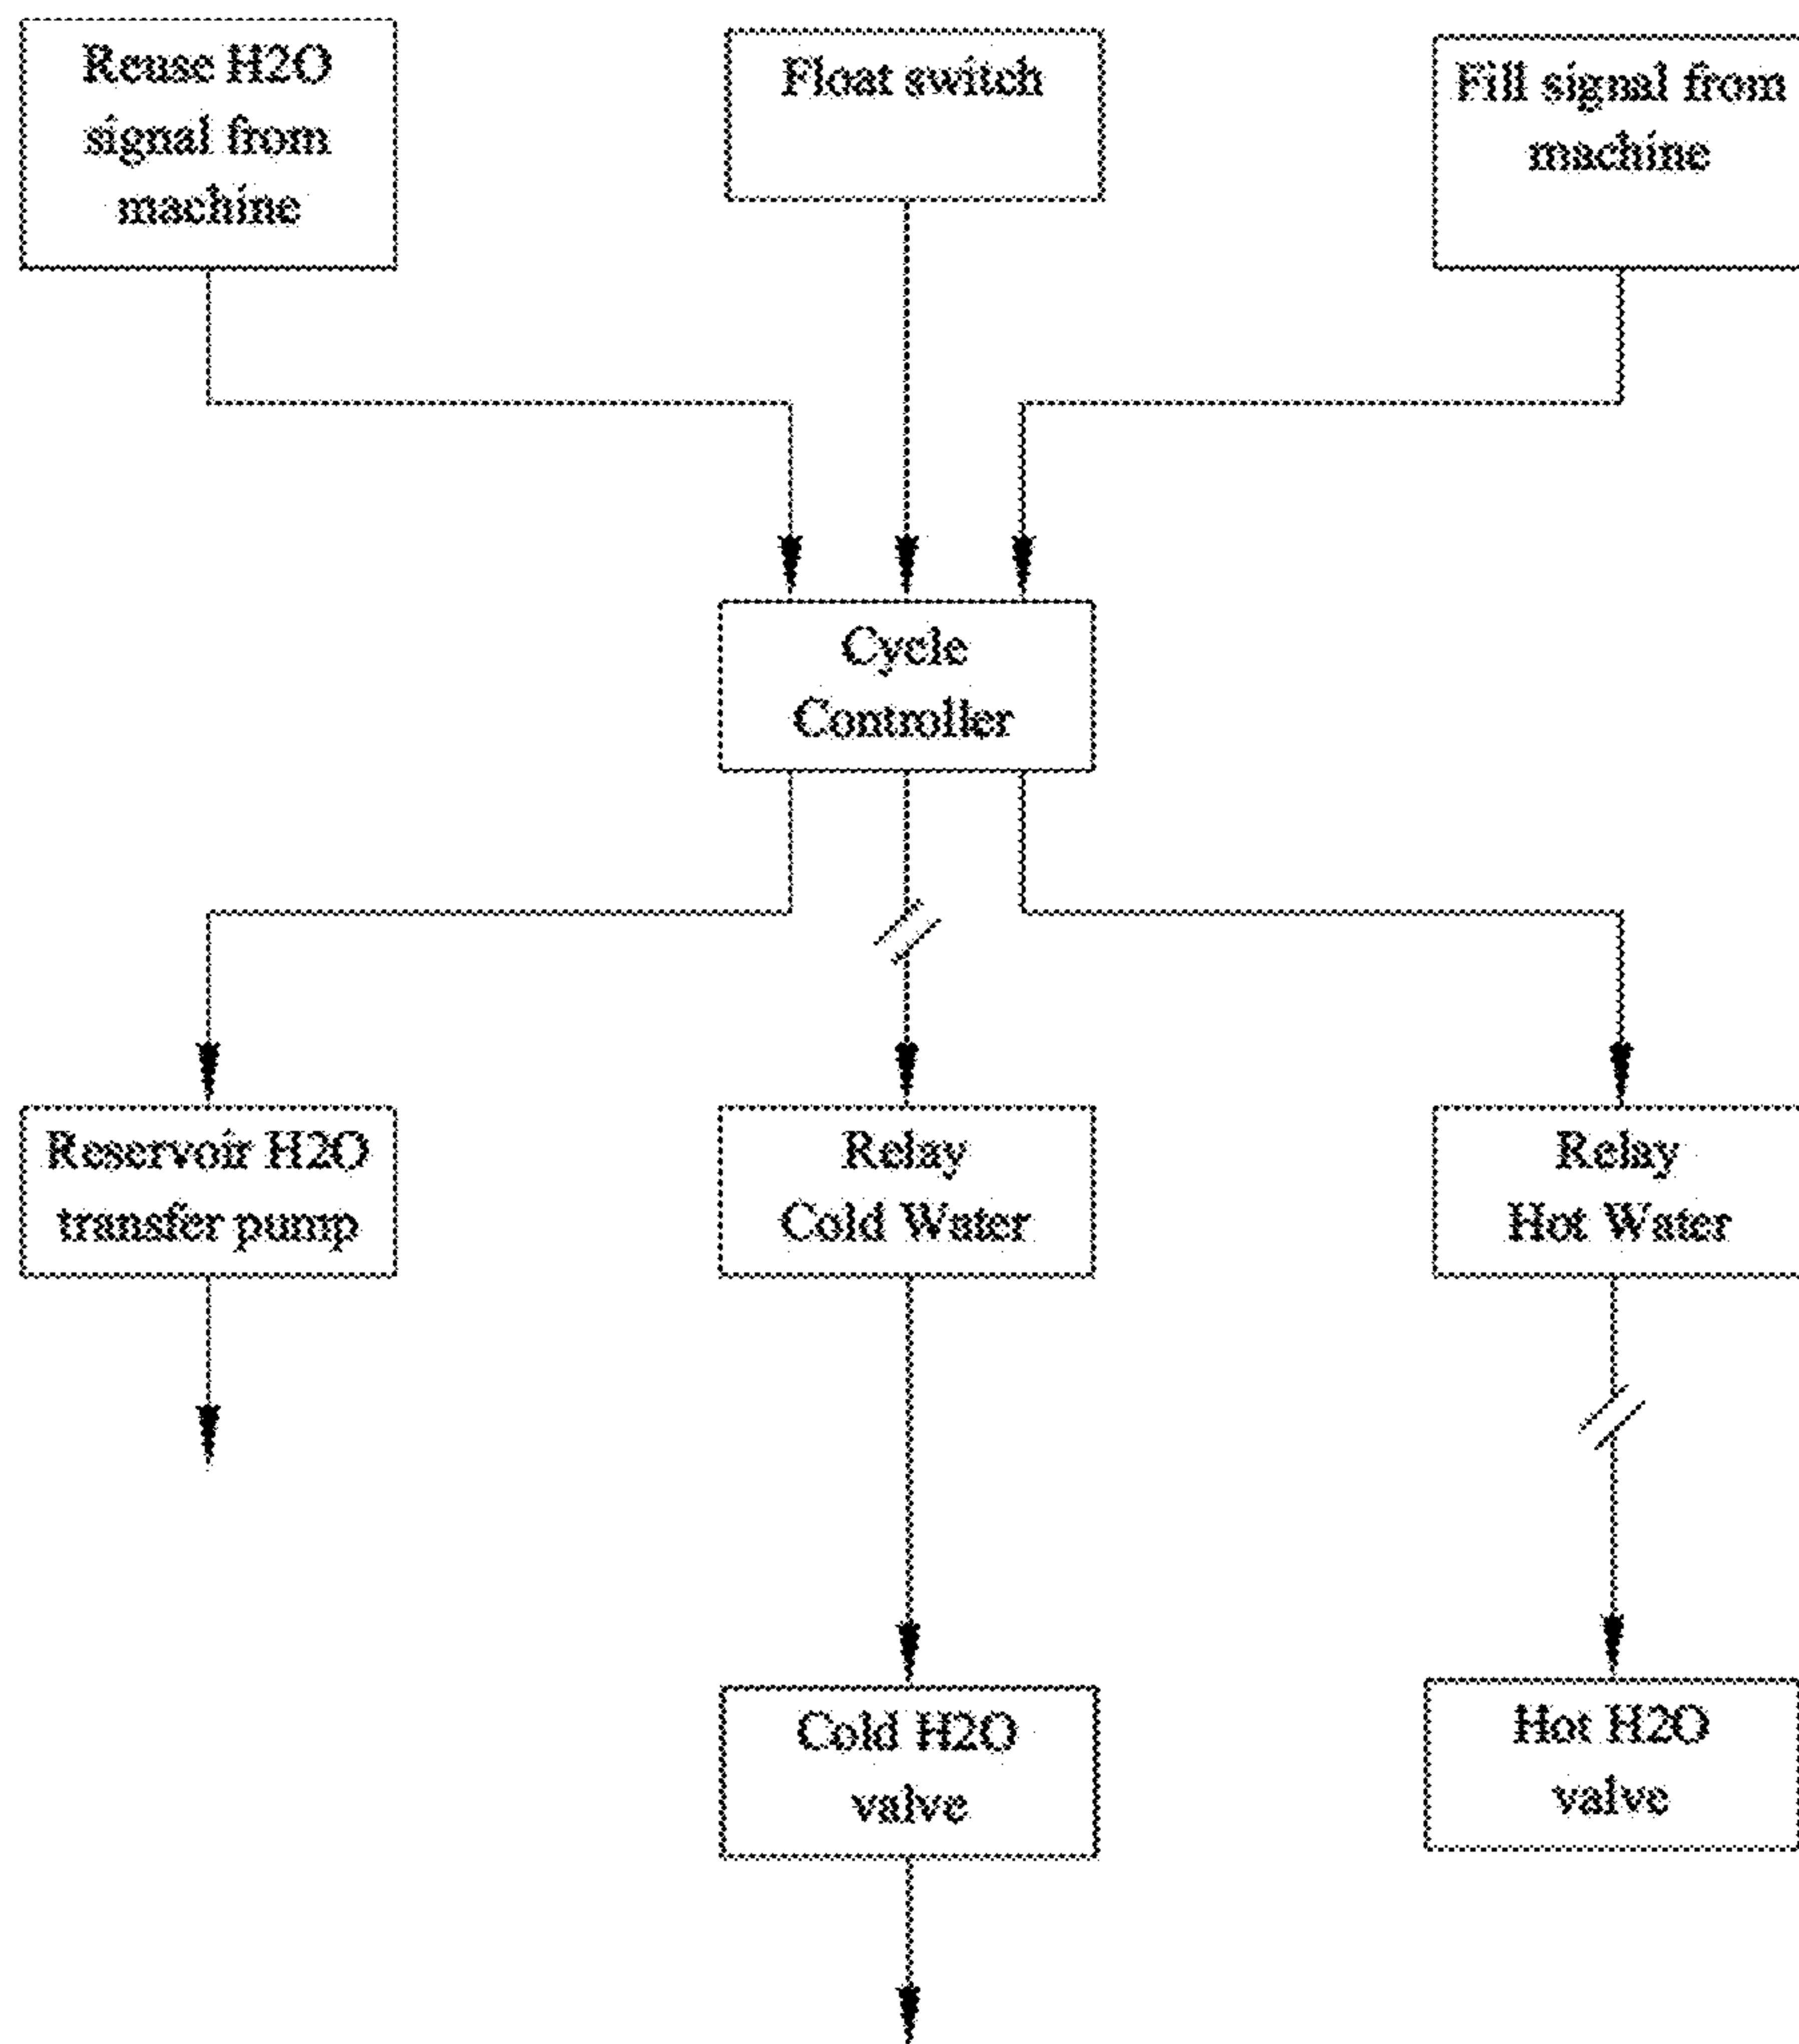 Reuse H2O
signal from
machine
Float switch
Fill signal from
machine
Cycle
Controller
Reservoir H2O
transfer pump
Relay
Cold Water
Relay
Hot Water
Cold H2O
valve
Hot H2O
valve